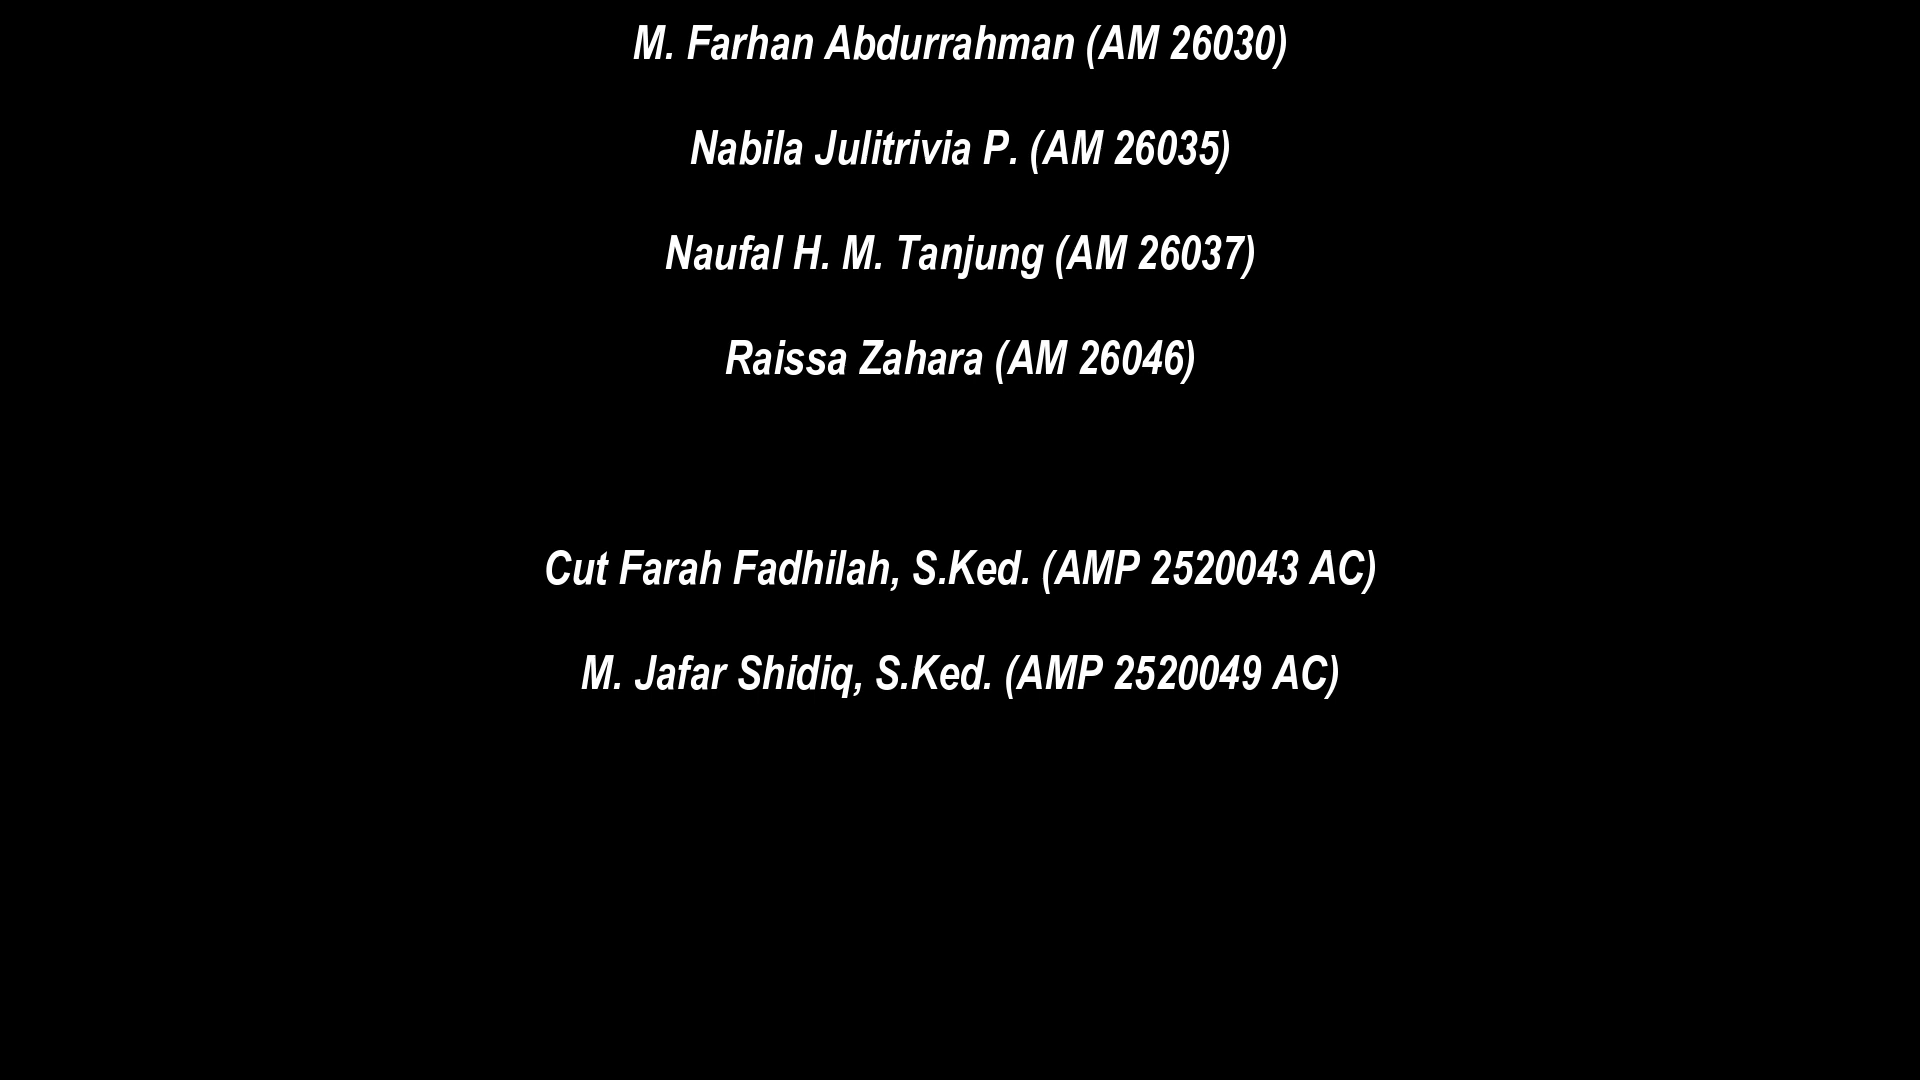 M. Farhan Abdurrahman (AM 26030)
Nabila Julitrivia P. (AM 26035)
Naufal H. M. Tanjung (AM 26037)
Raissa Zahara (AM 26046)
Cut Farah Fadhilah, S.Ked. (AMP 2520043 AC)
M. Jafar Shidiq, S.Ked. (AMP 2520049 AC)